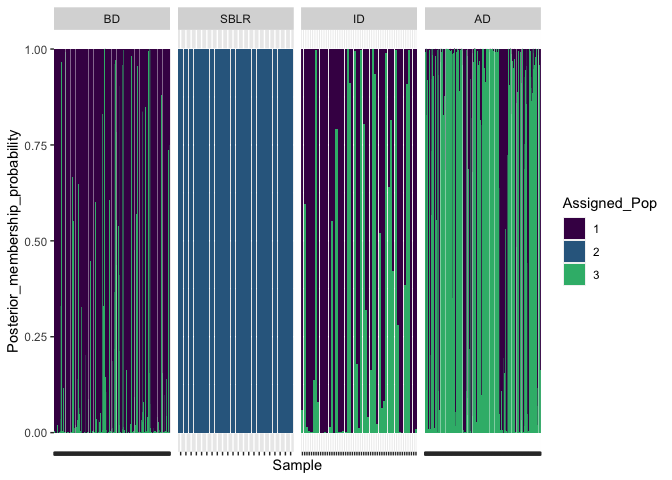 BD SBLR ID AD
1.00
0.75
0.50
0.25
0.00
Posterior_membership_probability
Sample
Assigned_Pop
1
2
3